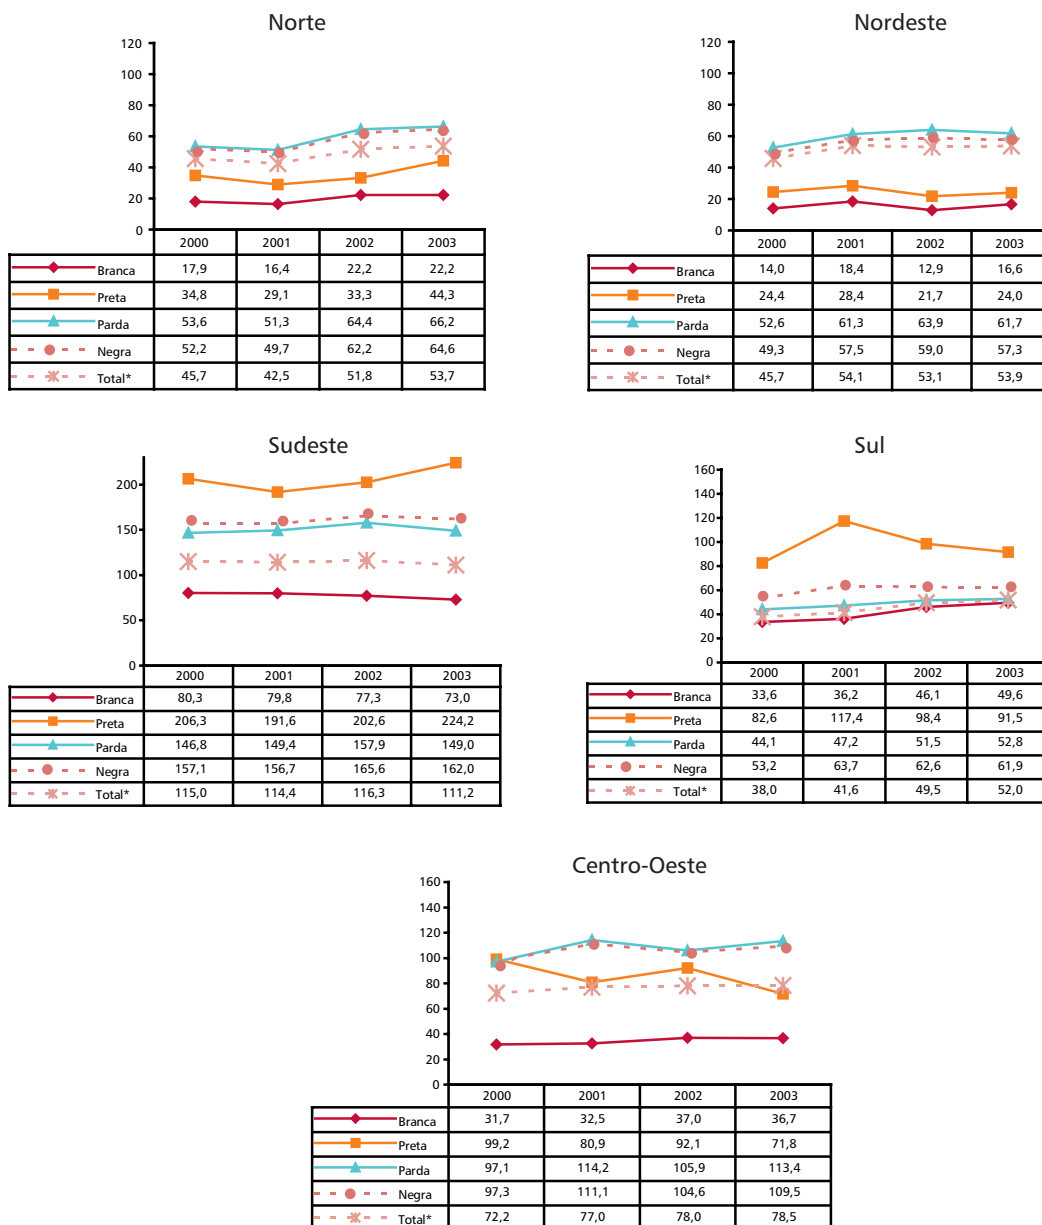 Norte
120
100
80
60
40
20
0
2000 2001 2002 2003
Branca 17,9 16,4 22,2 22,2
Preta 34,8 29,1 33,3 44,3
Parda 53,6 51,3 64,4 66,2
Negra 52,2 49,7 62,2 64,6
Total* 45,7 42,5 51,8 53,7
Nordeste
120
100
80
60
40
20
0
2000 2001 2002 2003
Branca 14,0 18,4 12,9 16,6
Preta 24,4 28,4 21,7 24,0
Parda 52,6 61,3 63,9 61,7
Negra 49,3 57,5 59,0 57,3
Total* 45,7 54,1 53,1 53,9
Sudeste
200
150
100
50
0
2000 2001 2002 2003
Branca 80,3 79,8 77,3 73,0
Preta 206,3 191,6 202,6 224,2
Parda 146,8 149,4 157,9 149,0
Negra 157,1 156,7 165,6 162,0
Total* 115,0 114,4 116,3 111,2
Sul
160
140
120
100
80
60
40
20
0
2000 2001 2002 2003
Branca 33,6 36,2 46,1 49,6
Preta 82,6 117,4 98,4 91,5
Parda 44,1 47,2 51,5 52,8
Negra 53,2 63,7 62,6 61,9
Total* 38,0 41,6 49,5 52,0
Centro-Oeste
160
140
120
100
80
60
40
20
0
2000 2001 2002 2003
Branca 31,7 32,5 37,0 36,7
Preta 99,2 80,9 92,1 71,8
Parda 97,1 114,2 105,9 113,4
Negra 97,3 111,1 104,6 109,5
Total* 72,2 77,0 78,0 78,5